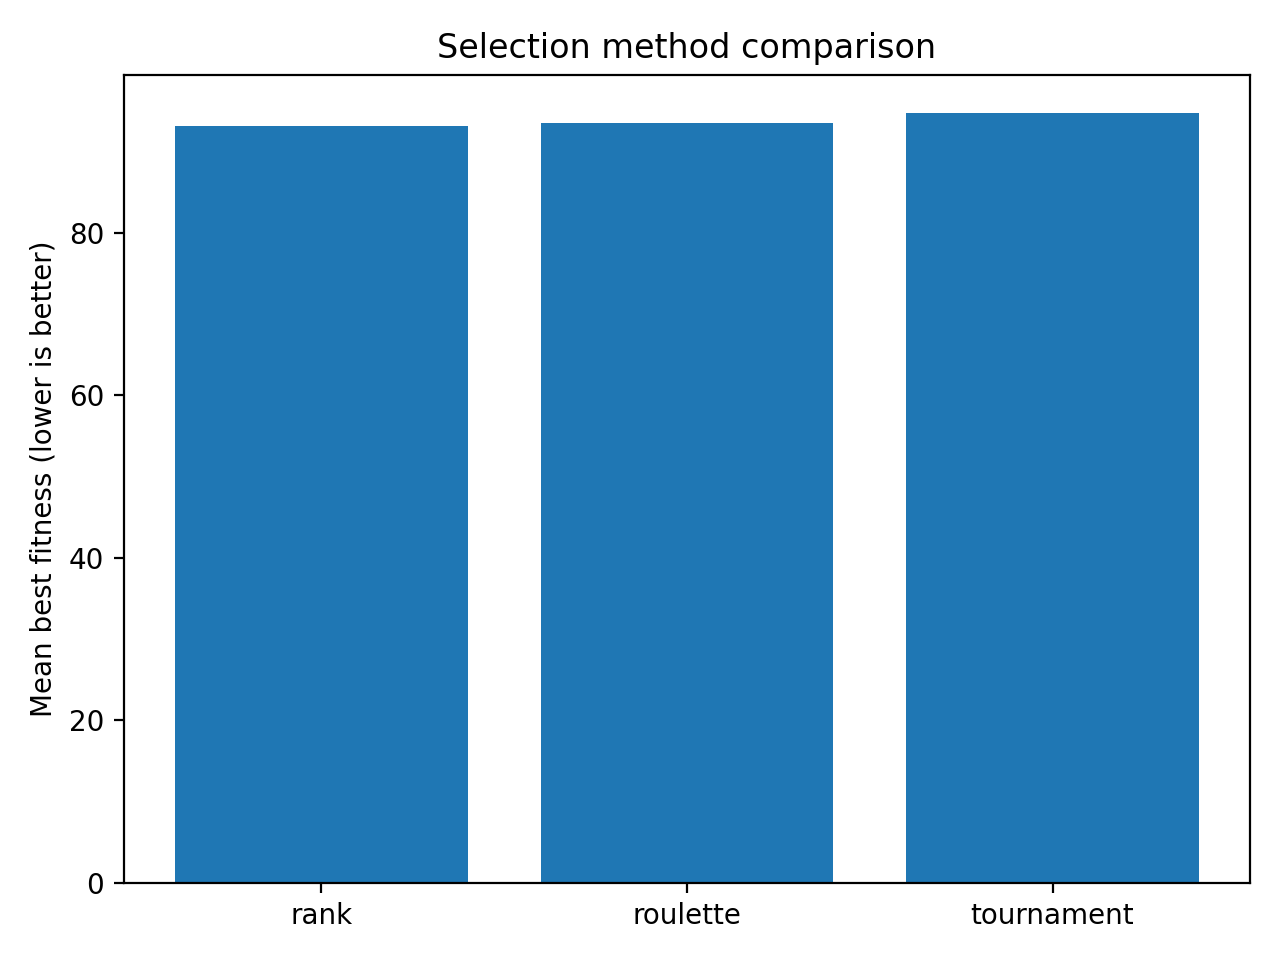 Selection method comparison
Mean best fitness (lower is better)
80
60
40
20
0
rank
roulette
tournament